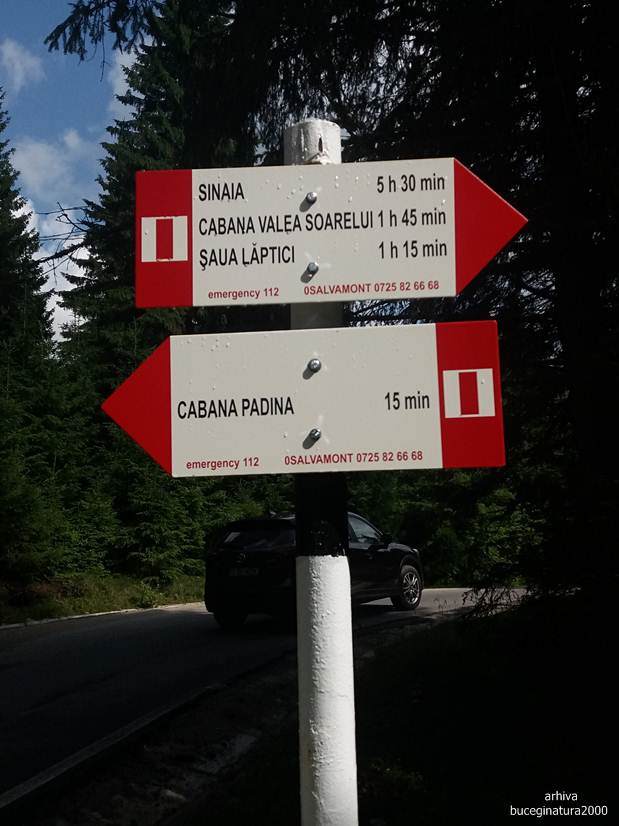 SINAIA 5 h 30 min
CABANA VALEA SOARELUI 1 h 45 min
ŞAUA LĂPTICI 1 h 15 min
emergency 112 0SALVAMONT 0725 82 66 68
CABANA PADINA 15 min
emergency 112 0SALVAMONT 0725 82 66 68
arhiva
buceginatura2000